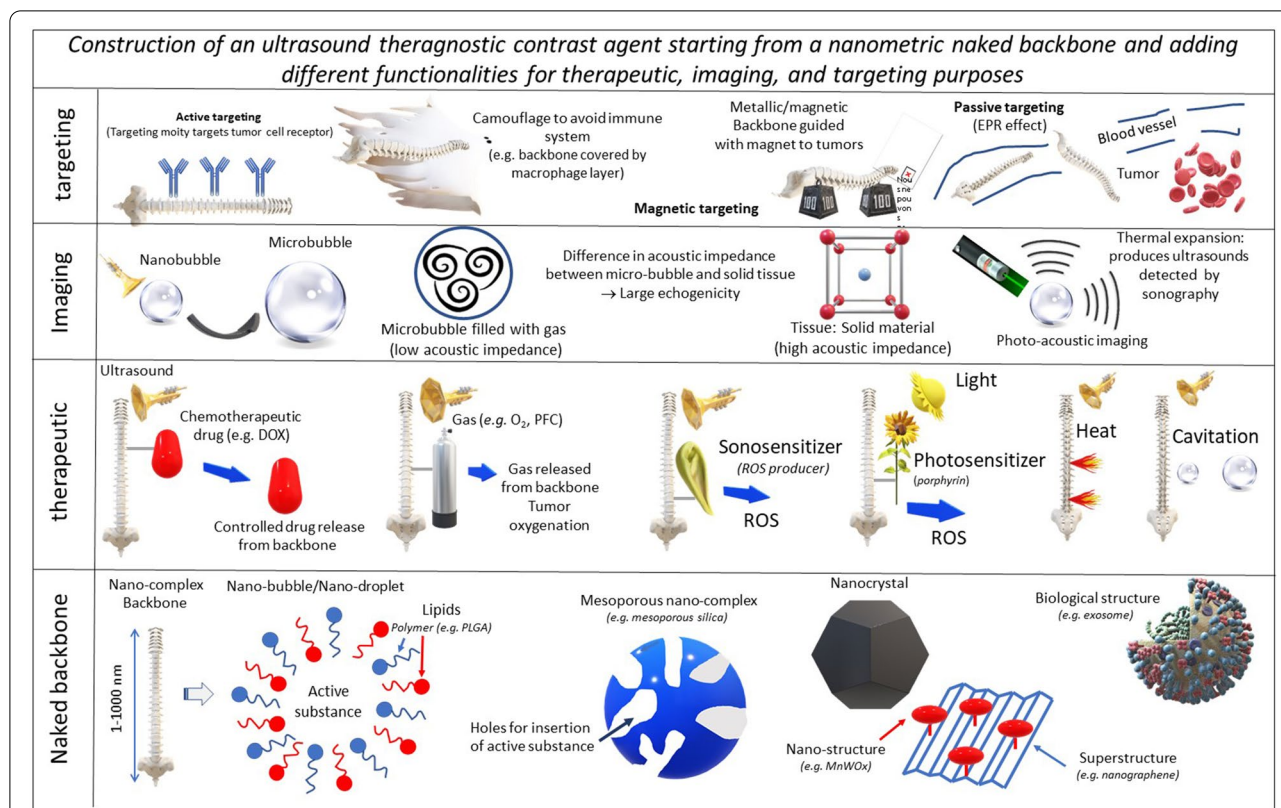 Construction of an ultrasound theragnostic contrast agent starting from a nanometric naked backbone and adding
different functionalities for therapeutic, imaging, and targeting purposes
targeting
Active targeting
(Targeting moity targets tumor cell receptor)
Camouflage to avoid immune
system
(e.g. backbone covered by
macrophage layer)
Metallic/magnetic
Backbone guided
with magnet to tumors
Magnetic targeting
100
100
Nou
s ne
pou
von
s
Passive targeting
(EPR effect)
Blood vessel
Tumor
Imaging
Nanobubble
Microbubble
Microbubble filled with gas
(low acoustic impedance)
Difference in acoustic impedance
between micro-bubble and solid tissue
→ Large echogenicity
Tissue: Solid material
(high acoustic impedance)
Photo-acoustic imaging
Thermal expansion:
produces ultrasounds
detected by
sonography
therapeutic
Ultrasound
Chemotherapeutic
drug (e.g. DOX)
Controlled drug release
from backbone
Gas (e.g. O₂, PFC)
Gas released
from backbone
Tumor
oxygenation
Sonosensitizer
(ROS producer)
ROS
Light
Photosensitizer
(porphyrin)
ROS
Heat
Cavitation
Naked backbone
Nano-complex
Backbone
1-1000 nm
Nano-bubble/Nano-droplet
Lipids
Polymer (e.g. PLGA)
Active
substance
Mesoporous nano-complex
(e.g. mesoporous silica)
Holes for insertion
of active substance
Nanocrystal
Nano-structure
(e.g. MnWOx)
Superstructure
(e.g. nanographene)
Biological structure
(e.g. exosome)